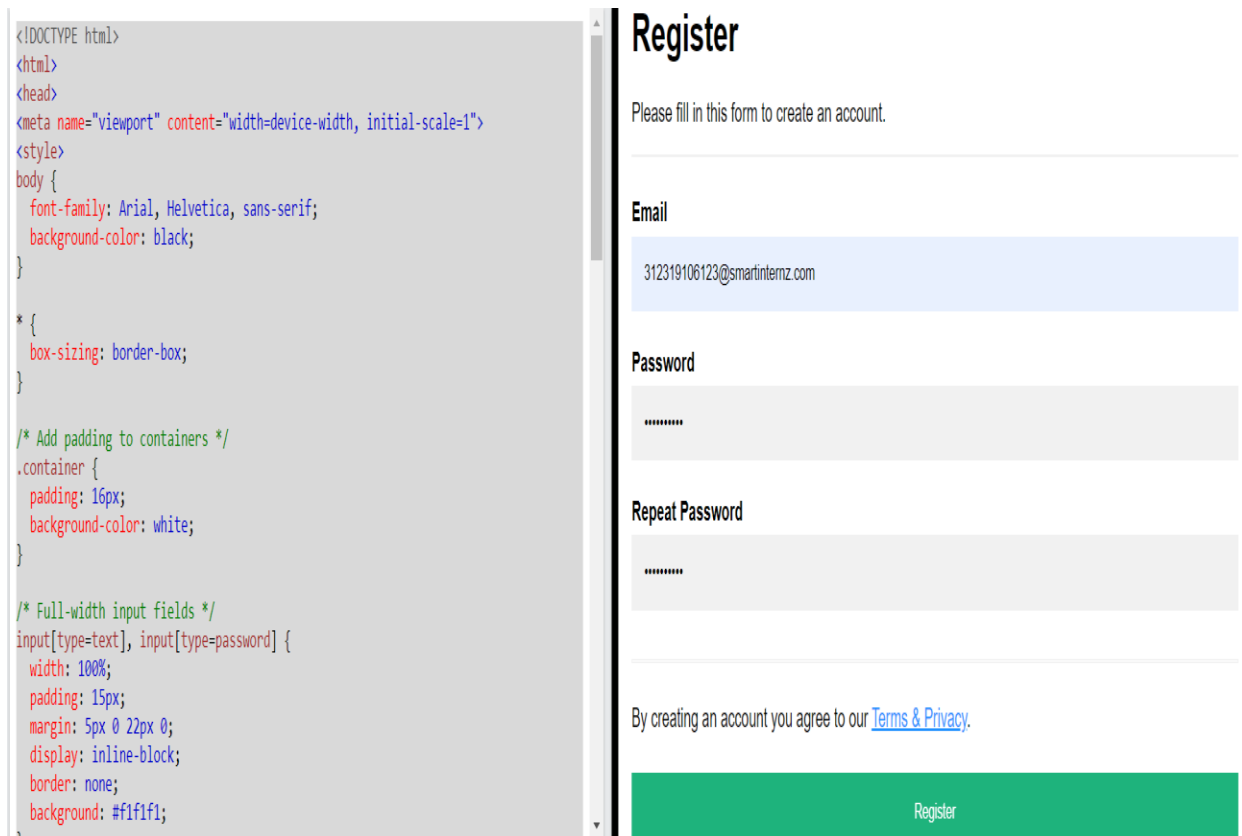 <!DOCTYPE html>
<html>
<head>
<meta name="viewport" content="width=device-width, initial-scale=1">
<style>
body {
  font-family: Arial, Helvetica, sans-serif;
  background-color: black;
}

* {
  box-sizing: border-box;
}

/* Add padding to containers */
.container {
  padding: 16px;
  background-color: white;
}

/* Full-width input fields */
input[type=text], input[type=password] {
  width: 100%;
  padding: 15px;
  margin: 5px 0 22px 0;
  display: inline-block;
  border: none;
  background: #f1f1f1;
Register
Please fill in this form to create an account.
Email
312319106123@smartinternz.com
Password
••••••••••
Repeat Password
••••••••••
By creating an account you agree to our Terms & Privacy.
Register